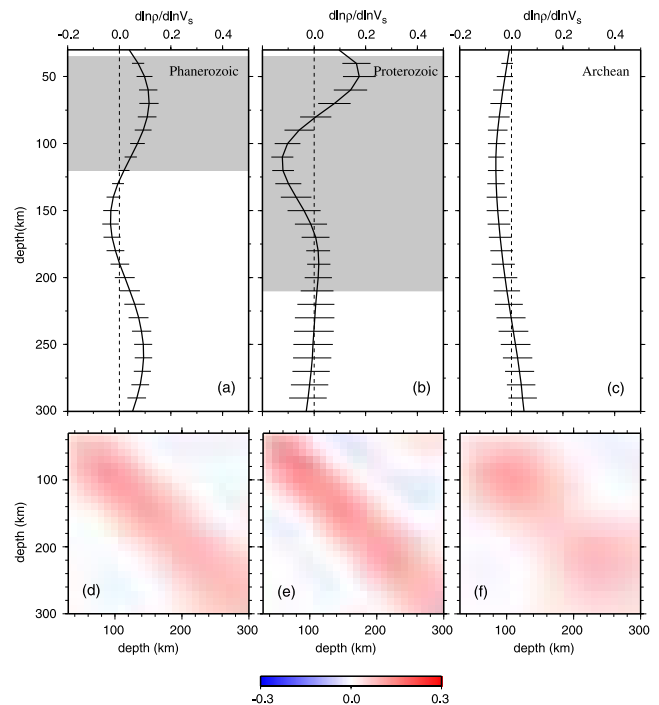 dlnρ/dlnVs dlnρ/dlnVs dlnρ/dlnVs
-0.2 0.0 0.2 0.4 0.0 0.2 0.4 0.0 0.2 0.4
Phanerozoic Proterozoic Archean
50
100
150
200
250
300
depth(km)
(a) (b) (c)
100
200
300
depth (km)
(d) (e) (f)
100 200 300 100 200 300 100 200 300
depth (km) depth (km) depth (km)
-0.3 0.0 0.3